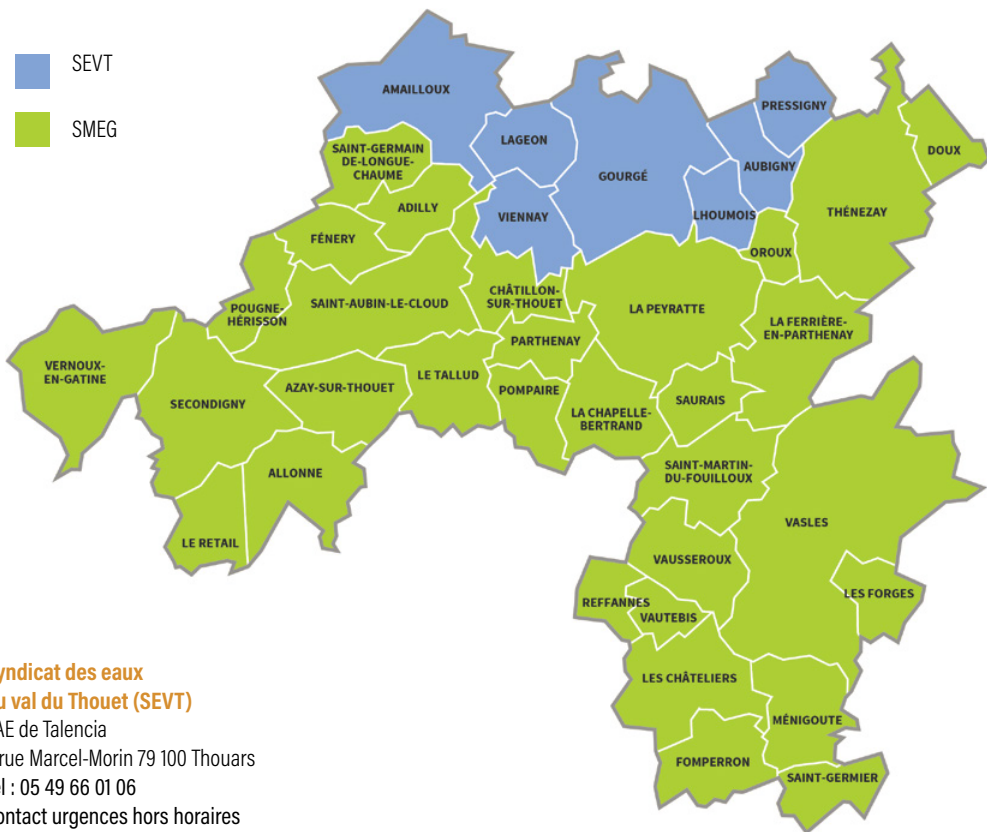 SEVT
SMEG
AMAILLOUX
PRESSIGNY
LAGEON
SAINT-GERMAIN
DE-LONGUE-
CHAUME
DOUX
AUBIGNY
GOURGÉ
ADILLY
VIENNAY
LHOUMOIS
THÉNEZAY
FÉNERY
OROUX
CHÂTILLON-
SUR-THOUET
SAINT-AUBIN-LE-CLOUD
POUGNE-
HÉRISSON
LA PEYRATTE
LA FERRIÈRE-
EN-PARTHENAY
PARTHENAY
VERNOUX-
EN-GATINE
LE TALLUD
AZAY-SUR-THOUET
POMPAIRE
SECONDIGNY
SAURAIS
LA CHAPELLE-
BERTRAND
ALLONNE
SAINT-MARTIN-
DU-FOUILLOUX
VASLES
LE RETAIL
VAUSSEROUX
LES FORGES
REFFANNES
VAUTEBIS
LES CHÂTELIERS
MÉNIGOUTE
FOMPERRON
SAINT-GERMIER
yndicat des eaux
u val du Thouet (SEVT)
AE de Talencia
rue Marcel-Morin 79 100 Thouars
el : 05 49 66 01 06
ontact urgences hors horaires